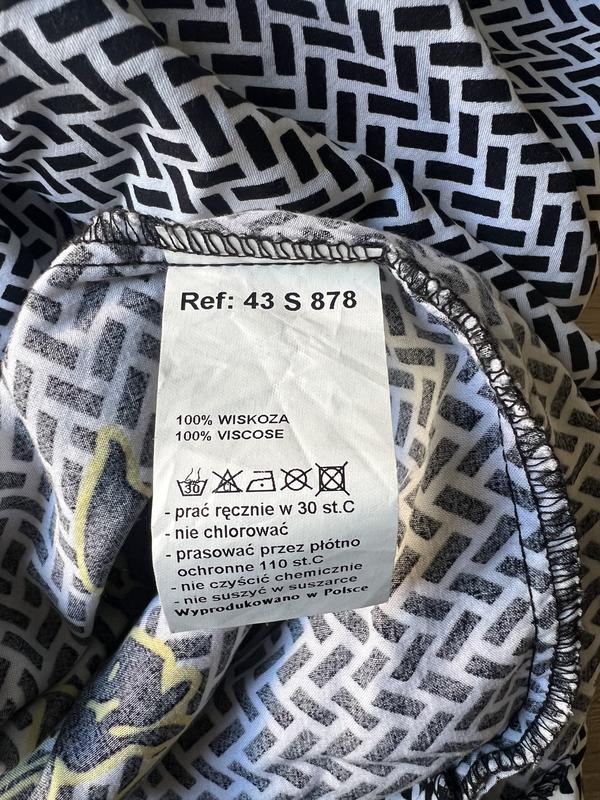 Ref: 43 S 878
100% WISKOZA
100% VISCOSE
30
- prać ręcznie w 30 st.C
- nie chlorować
- prasować przez płótno
ochronne 110 st.C
- nie czyścić chemicznie
- nie suszyć w suszarce
Wyprodukowano w Polsce